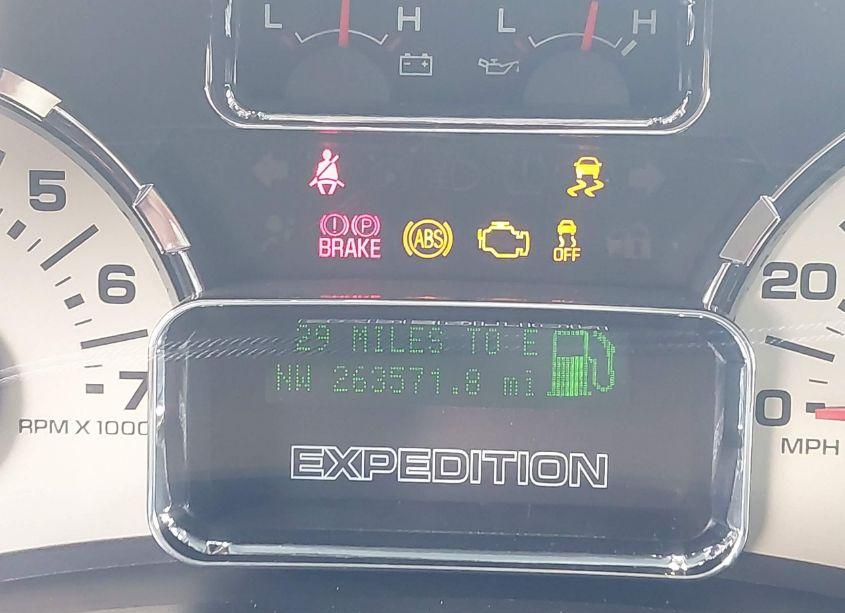 L H L H
BRAKE ABS OFF
5
6
7
RPM X 1000
20
0
MPH
29 MILES TO E
NW 263571.8 mi
EXPEDITION